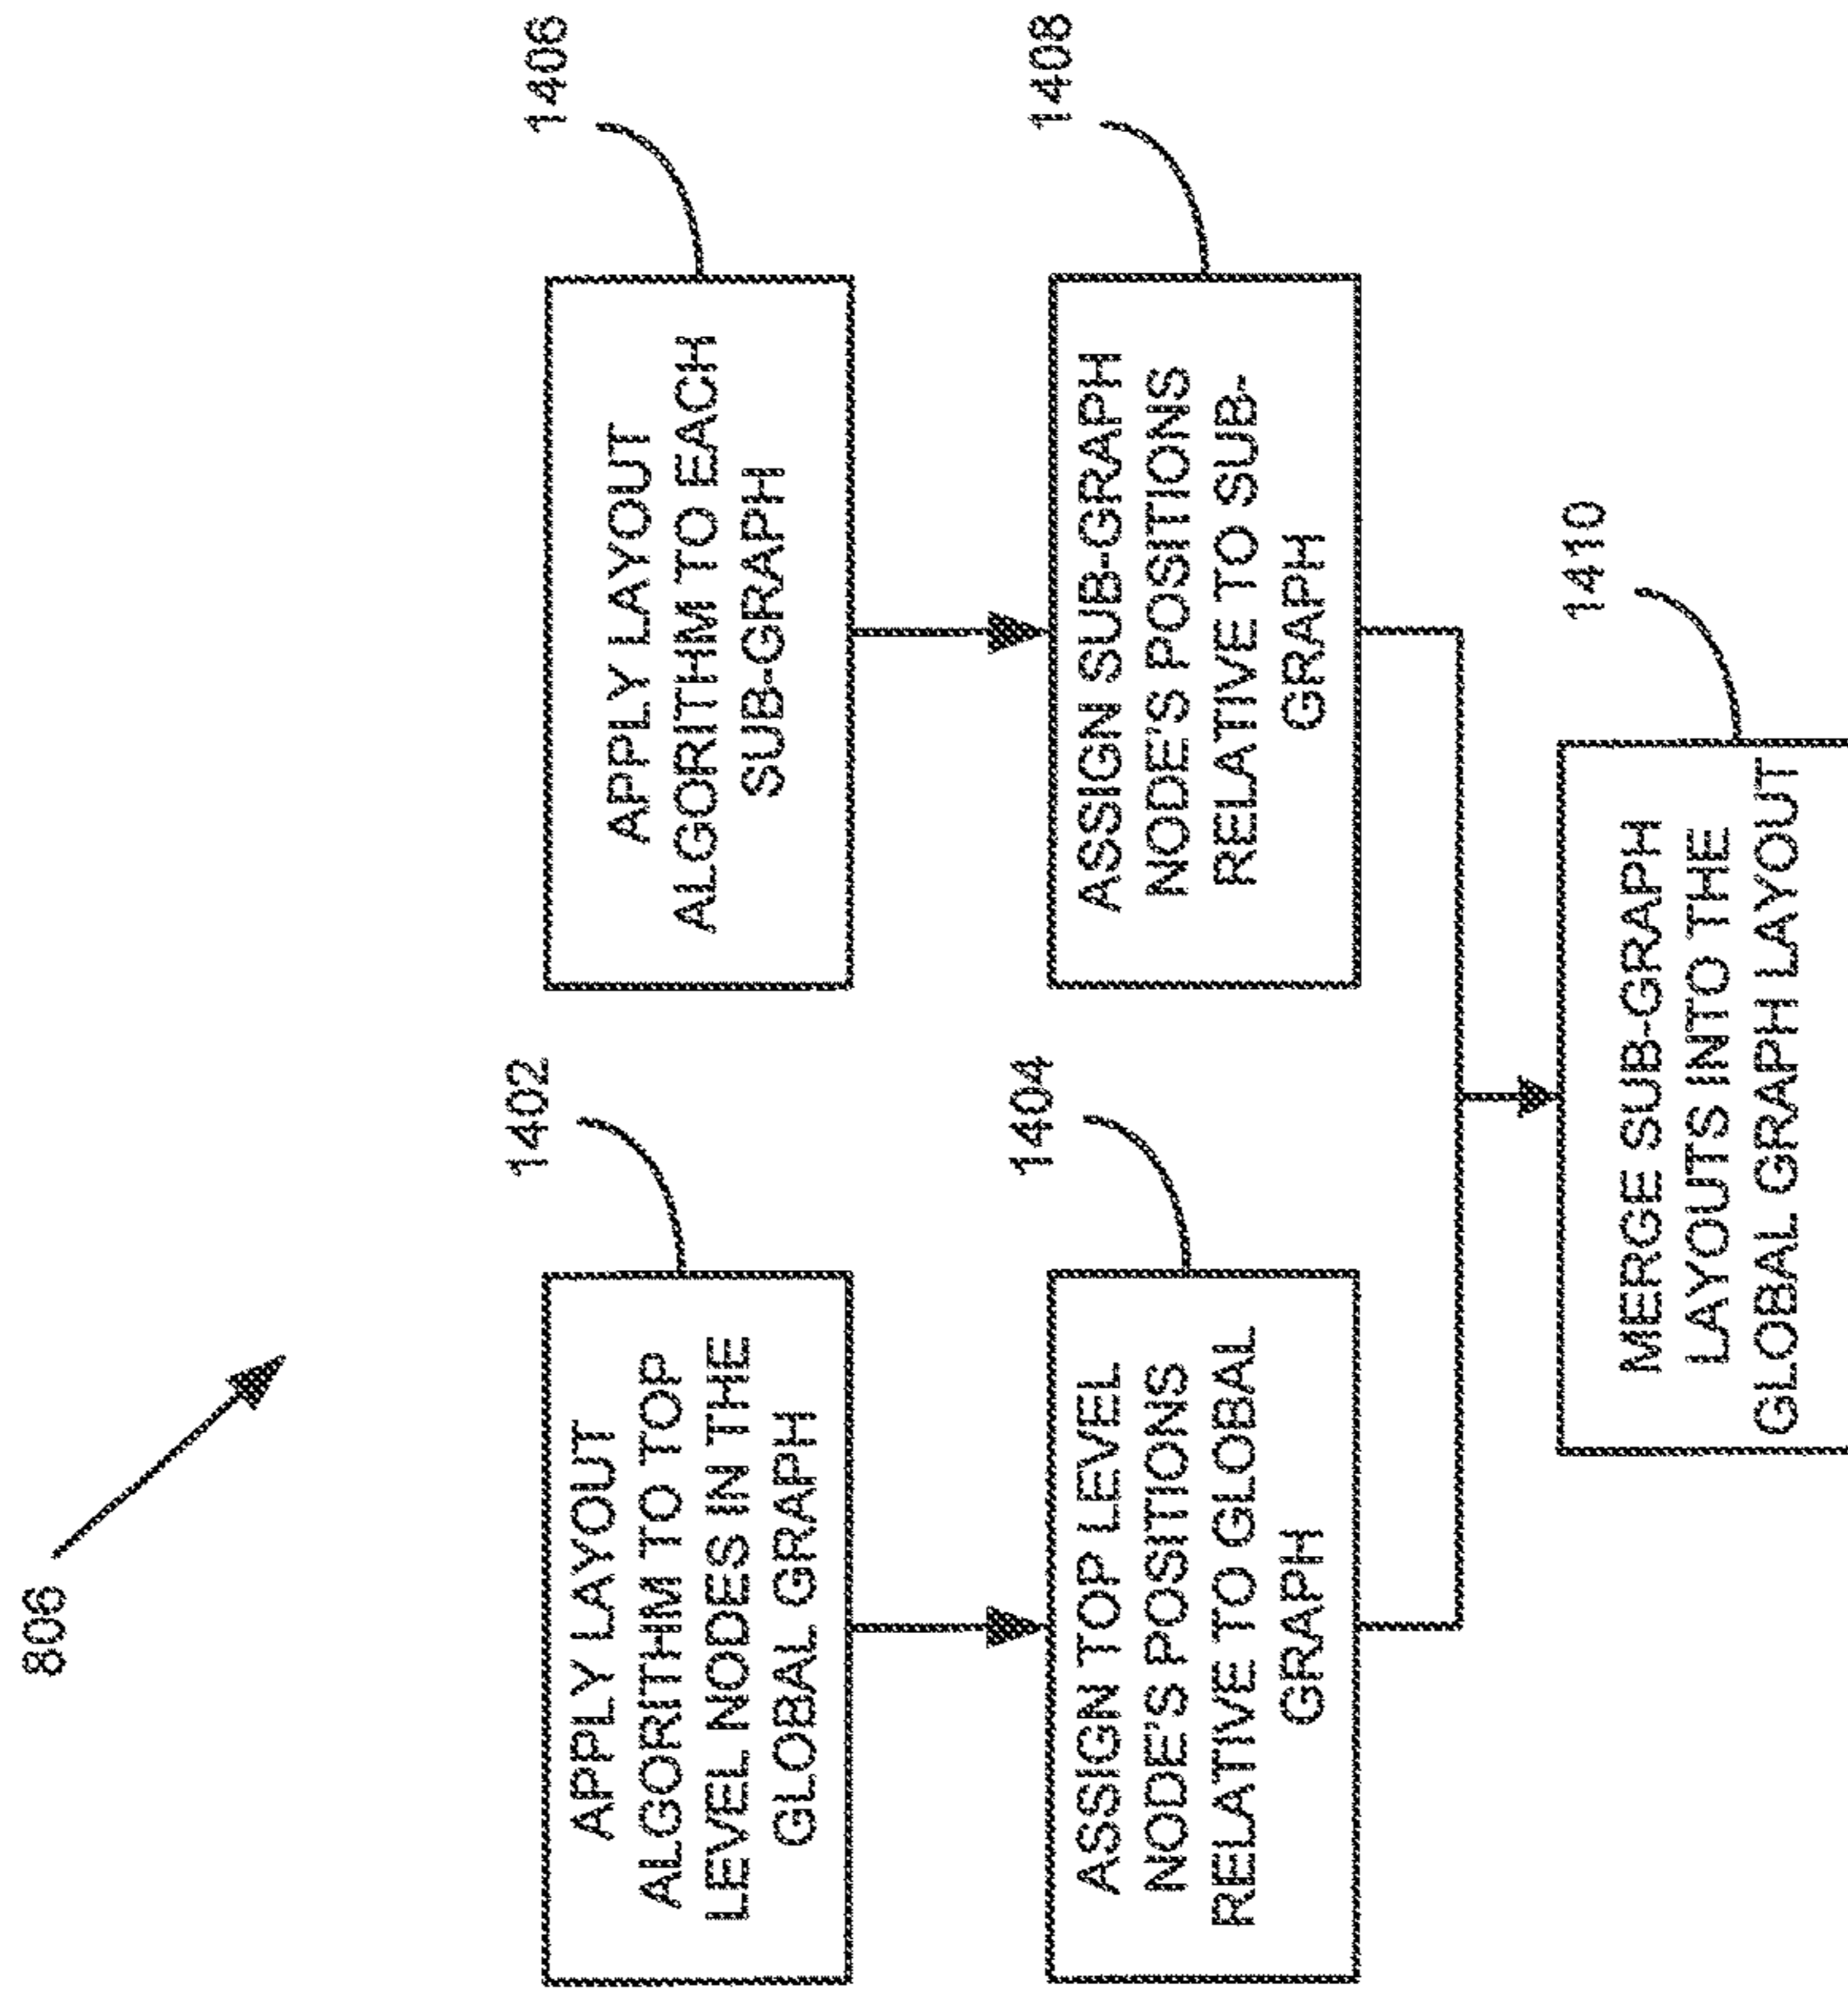 806
1402
APPLY LAYOUT
ALGORITHM TO TOP
LEVEL NODES IN THE
GLOBAL GRAPH
1404
ASSIGN TOP LEVEL
NODE'S POSITIONS
RELATIVE TO GLOBAL
GRAPH
1406
APPLY LAYOUT
ALGORITHM TO EACH
SUB-GRAPH
1408
ASSIGN SUB-GRAPH
NODE'S POSITIONS
RELATIVE TO SUB-
GRAPH
1410
MERGE SUB-GRAPH
LAYOUTS INTO THE
GLOBAL GRAPH LAYOUT